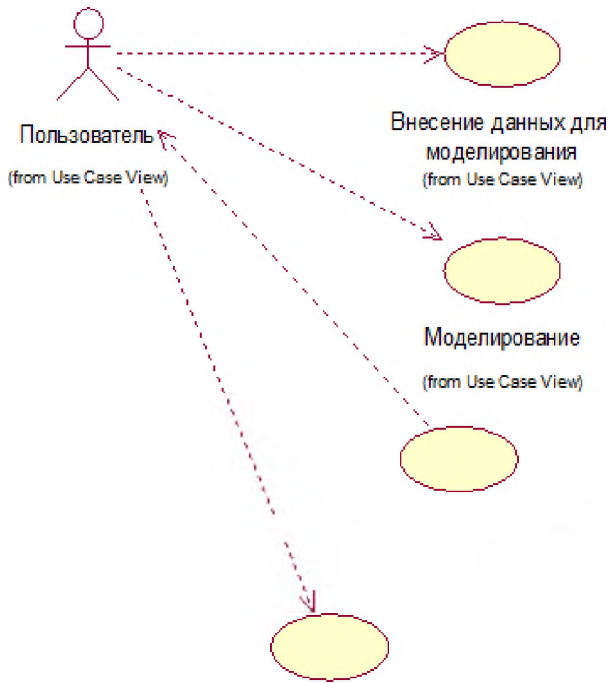 Пользователь
(from Use Case View)
Внесение данных для
моделирования
(from Use Case View)
Моделирование
(from Use Case View)